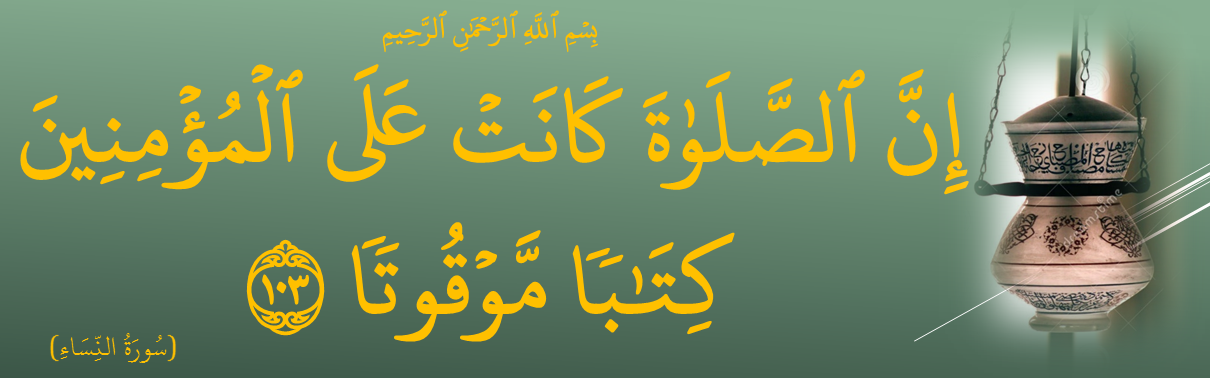 بِسْمِ ٱللَّهِ ٱلرَّحْمَٰنِ ٱلرَّحِيمِ
إِنَّ ٱلصَّلَوٰةَ كَانَتْ عَلَى ٱلْمُؤْمِنِينَ
كِتَٰبًا مَّوْقُوتًا ١٠٣
(سُورَةُ النِّسَاءِ)